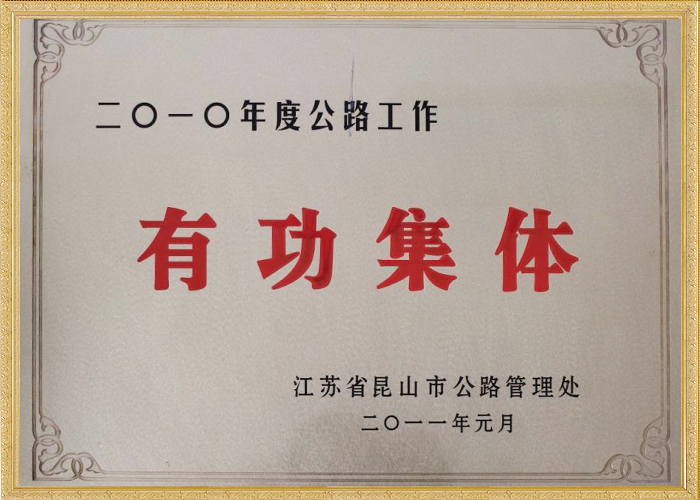 二〇一〇年度公路工作
有功集体
江苏省昆山市公路管理处
二〇一一年元月